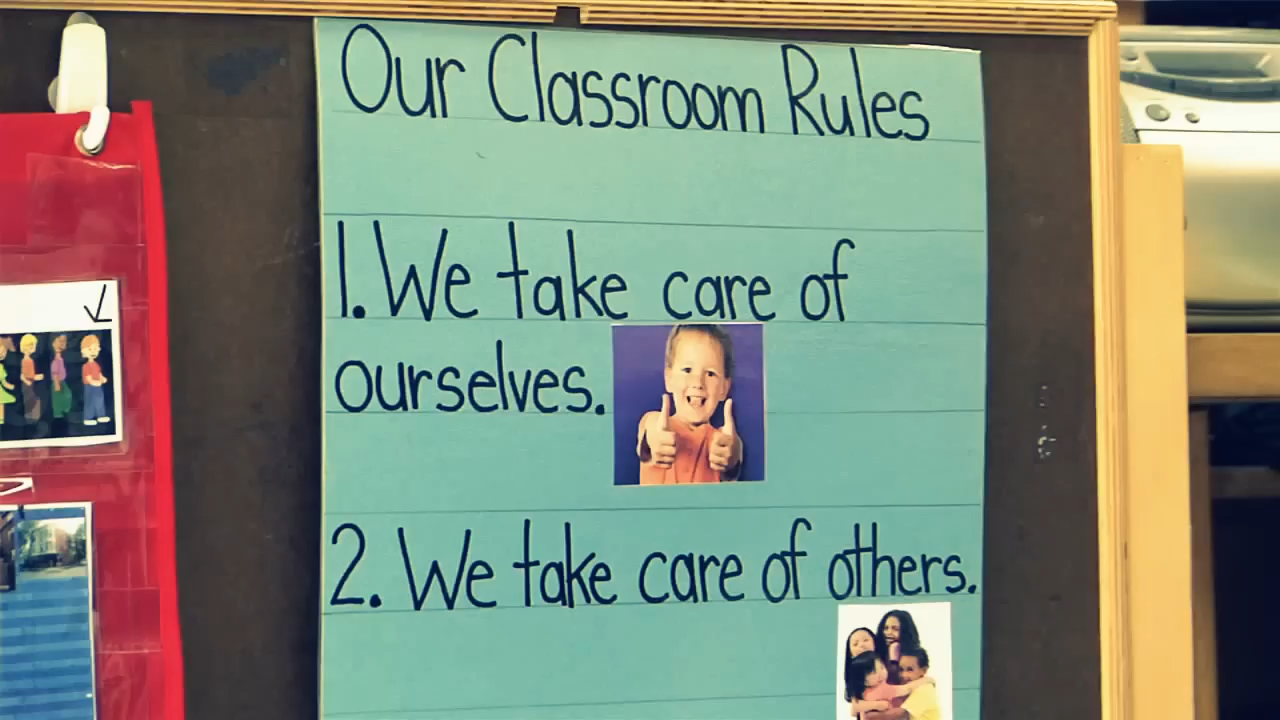 Our Classroom Rules
1. We take care of
ourselves.
2. We take care of others.